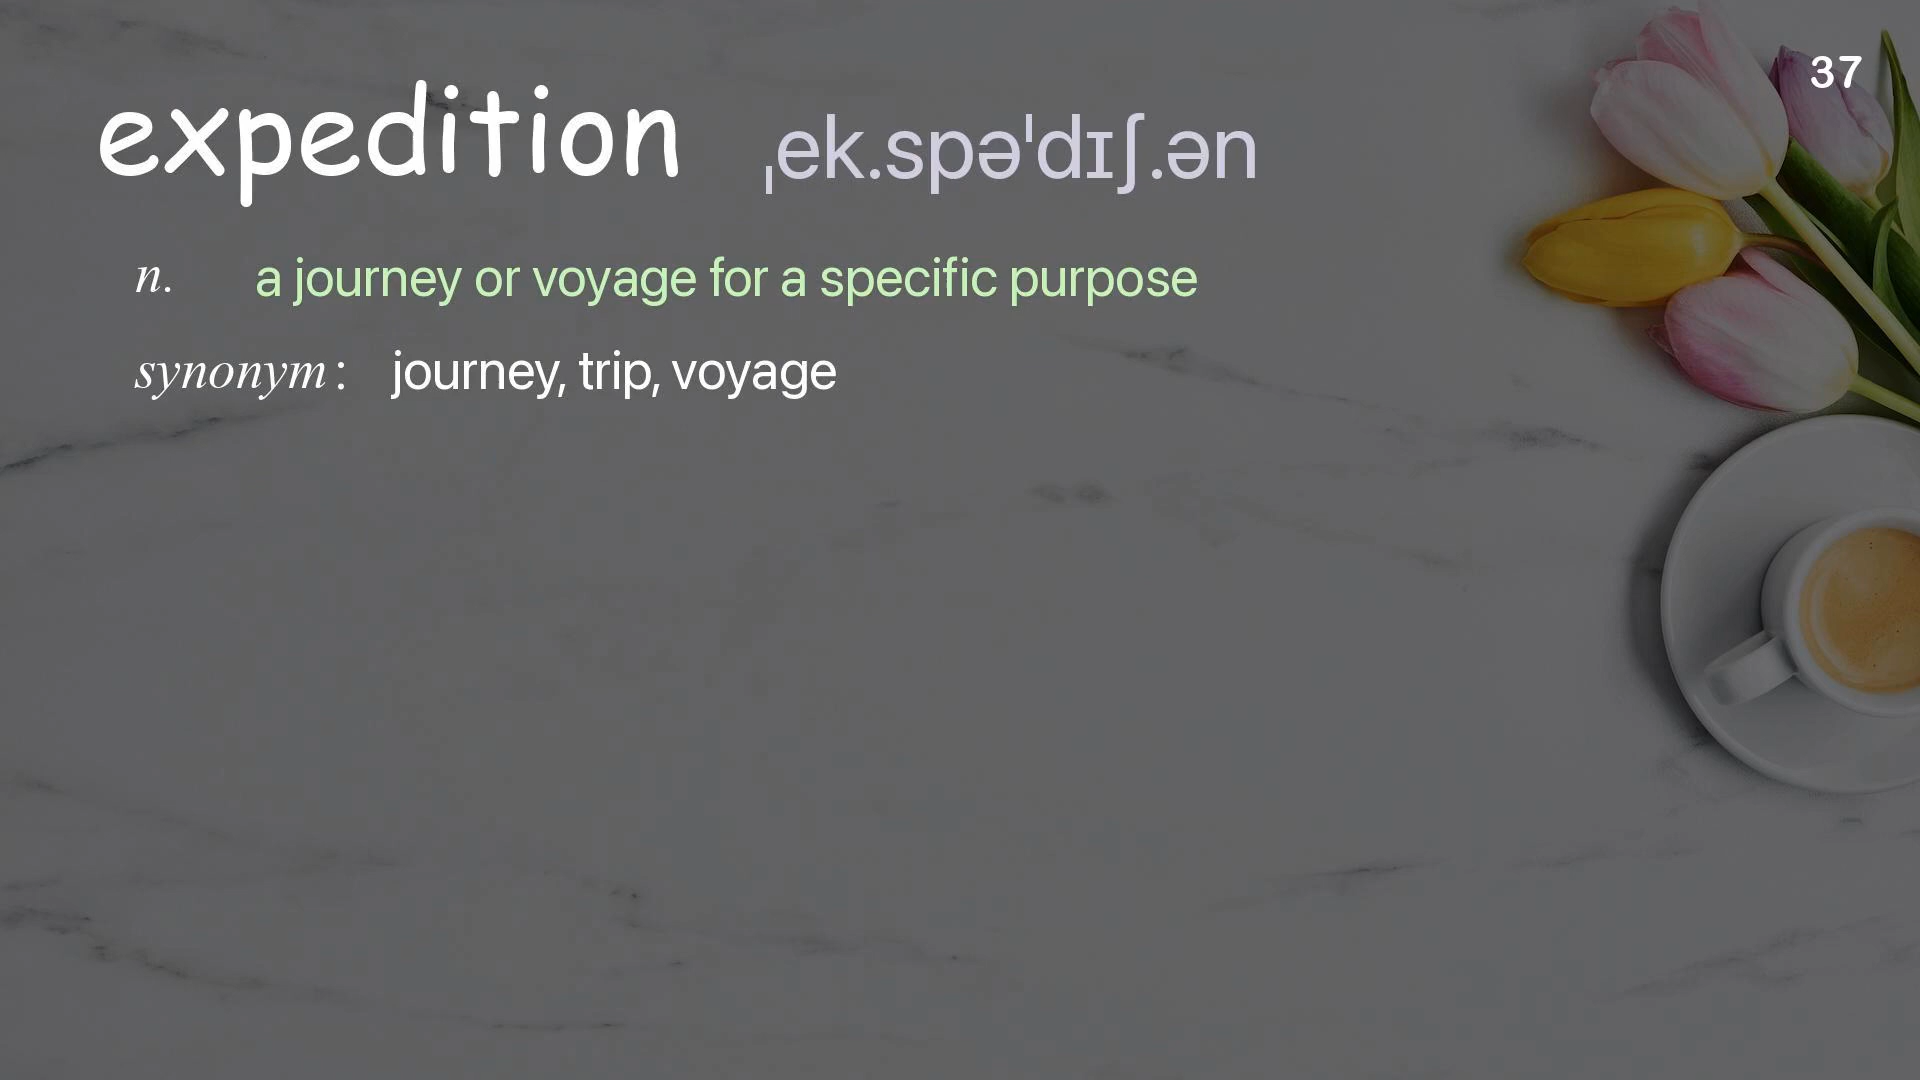 37
expedition ˌek.spəˈdɪʃ.ən
n. a journey or voyage for a specific purpose
synonym : journey, trip, voyage